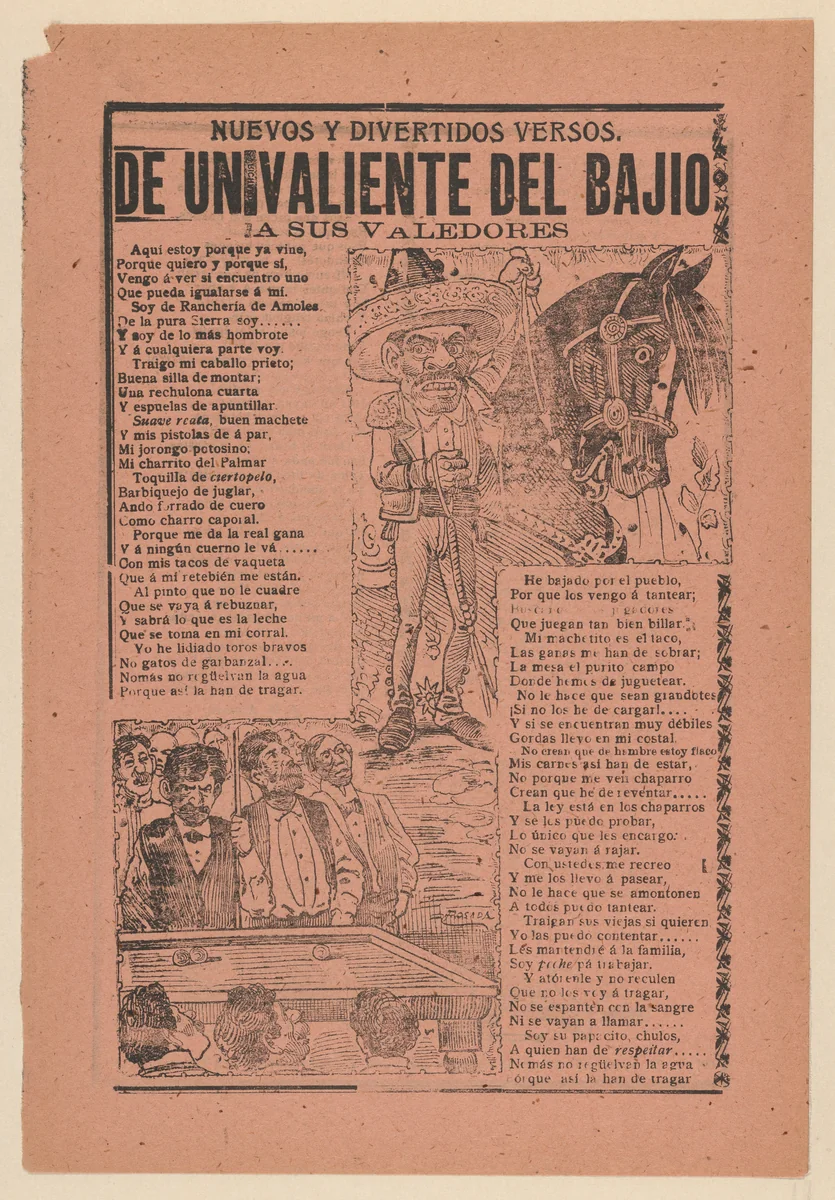 NUEVOS Y DIVERTIDOS VERSOS.
DE UN VALIENTE DEL BAJIO
A SUS VALEDORES
Aquí estoy porque ya vine,
Porque quiero y porque sí,
Vengo á ver si encuentro uno
Que pueda igualarse á mí.
Soy de Ranchería de Amoles
De la pura Sierra soy......
Y soy de lo más hombrote
Y á cualquiera parte voy.
Traigo mi caballo prieto;
Buena silla de montar;
Una rechulona cuarta
Y espuelas de apuntillar.
Suave reata, buen machete
Y mis pistolas de á par,
Mi jorongo potosino;
Mi charrito del Palmar
Toquilla de ciertopelo,
Barbiquejo de juglar,
Ando forrado de cuero
Como charro caporal.
Porque me da la real gana
Y á ningún cuerno le vá......
Con mis tacos de vaqueta
Que á mí retebién me están.
Al pinto que no le cuadre
Que se vaya á rebuznar,
Y sabrá lo que es la leche
Que se toma en mi corral.
Yo he lidiado toros bravos
No gatos de garbanzal....
Nomás no regüelvan la agua
Porque así la han de tragar.
He bajado por el pueblo,
Por que los vengo á tantear;
jugadores
Que juegan tan bien billar.
Mi machetito es el taco,
Las ganas me han de sobrar;
La mesa el purito campo
Donde hemos de juguetear.
No le hace que sean grandotes
¡Si no los he de cargar!....
Y si se encuentran muy débiles
Gordas llevo en mi costal.
No crean que de hombre estoy flaco
Mis carnes así han de estar,
No porque me ven chaparro
Crean que he de reventar.....
La ley está en los chaparros
Y se los puedo probar,
Lo único que les encargo:
No se vayan á rajar.
Con ustedes me recreo
Y me los llevo á pasear,
No le hace que se amontonen
A todos puedo tantear.
Traigan sus viejas si quieren
Yo las puedo contentar......
Les mantendré á la familia,
Soy peche pá trabajar.
Y atórenle y no reculen
Que no los voy á tragar,
No se espanten con la sangre
Ni se vayan a llamar......
Soy su papacito, chulos,
A quien han de respeitar.....
Nomás no regüelvan la agua
Porque así la han de tragar
POSADA